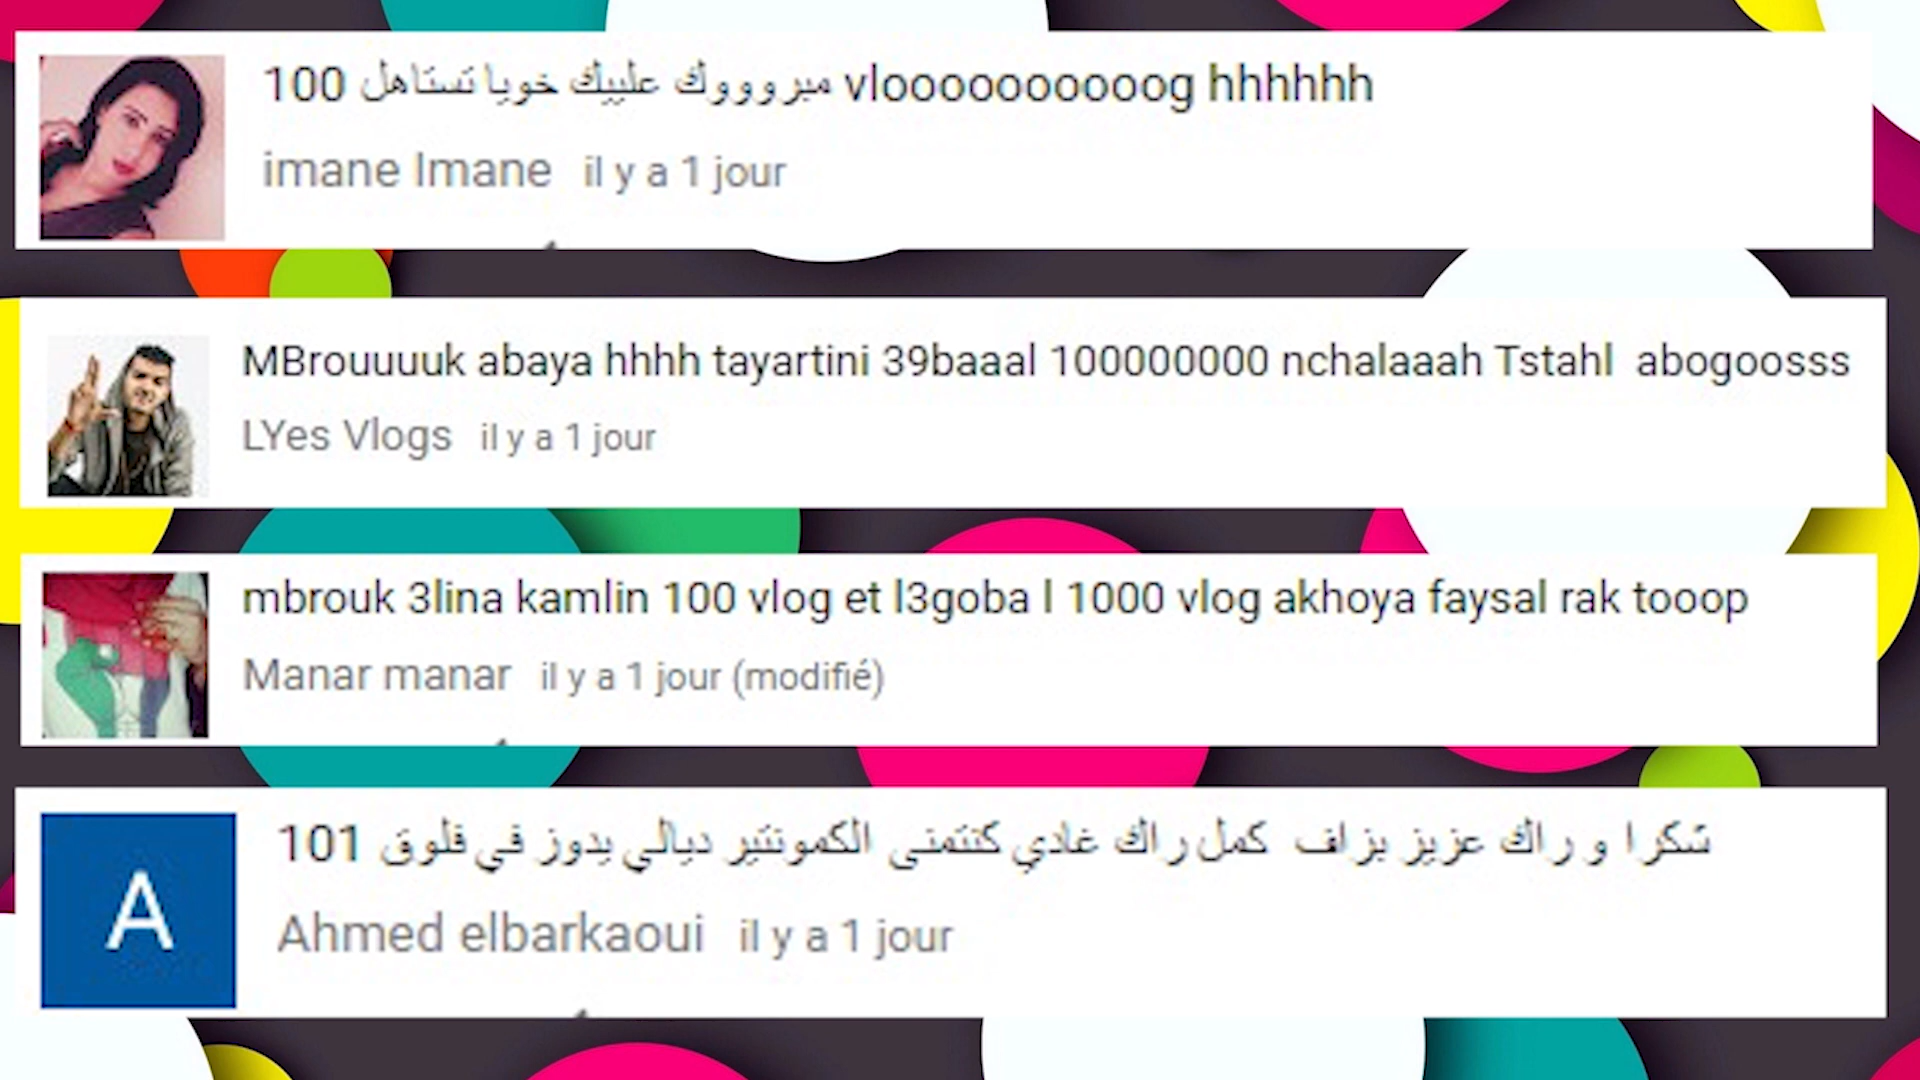 مبروووك علييك خويا تستاهل 100 vlooooooooooog hhhhhh
imane Imane il y a 1 jour
MBrouuuuk abaya hhhh tayartini 39baaal 100000000 nchalaaah Tstahl abogoosss
LYes Vlogs il y a 1 jour
mbrouk 3lina kamlin 100 vlog et l3goba l 1000 vlog akhoya faysal rak tooop
Manar manar il y a 1 jour (modifié)
شكرا و راك عزيز بزاف كمل راك غادي كنتمنى الكمونتير ديالي يدوز في فلوق 101
A
Ahmed elbarkaoui il y a 1 jour